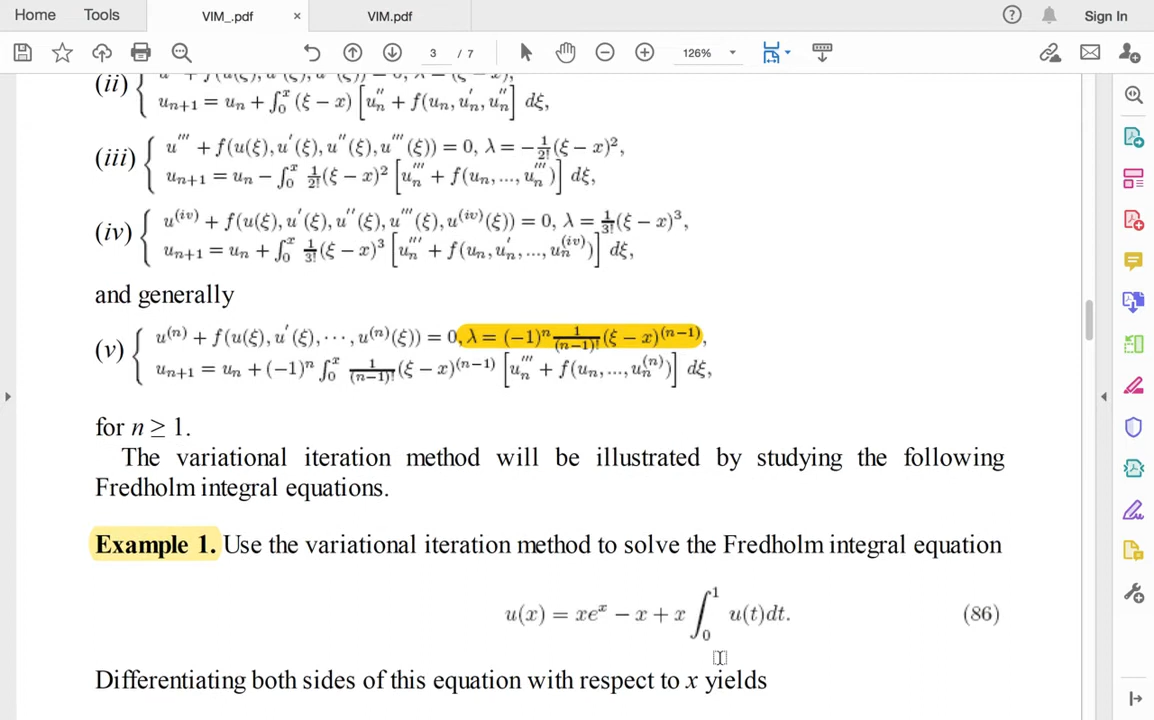 Home Tools VIM_.pdf × VIM.pdf Sign In
3 / 7 126%
(ii) {
u_{n+1} = u_n + ∫_0^x (ξ − x) [u_n'' + f(u_n, u_n', u_n'')] dξ,
(iii) { u''' + f(u(ξ), u'(ξ), u''(ξ), u'''(ξ)) = 0, λ = −\frac{1}{2!}(ξ − x)^2,
u_{n+1} = u_n − ∫_0^x \frac{1}{2!}(ξ − x)^2 [u_n''' + f(u_n, ..., u_n''')] dξ,
(iv) { u^{(iv)} + f(u(ξ), u'(ξ), u''(ξ), u'''(ξ), u^{(iv)}(ξ)) = 0, λ = \frac{1}{3!}(ξ − x)^3,
u_{n+1} = u_n + ∫_0^x \frac{1}{3!}(ξ − x)^3 [u_n''' + f(u_n, u_n', ..., u_n^{(iv)})] dξ,
and generally
(v) { u^{(n)} + f(u(ξ), u'(ξ), ⋯, u^{(n)}(ξ)) = 0, λ = (−1)^n \frac{1}{(n−1)!}(ξ − x)^{(n−1)},
u_{n+1} = u_n + (−1)^n ∫_0^x \frac{1}{(n−1)!}(ξ − x)^{(n−1)} [u_n''' + f(u_n, ..., u_n^{(n)})] dξ,
for n ≥ 1.
The variational iteration method will be illustrated by studying the following
Fredholm integral equations.
Example 1. Use the variational iteration method to solve the Fredholm integral equation
u(x) = xe^x − x + x ∫_0^1 u(t)dt. (86)
Differentiating both sides of this equation with respect to x yields